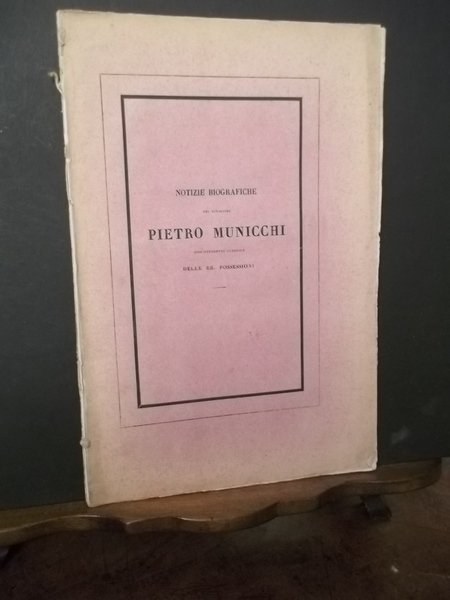 NOTIZIE BIOGRAFICHE
PIETRO MUNICCHI
DELLE RR. POSSESSIONI